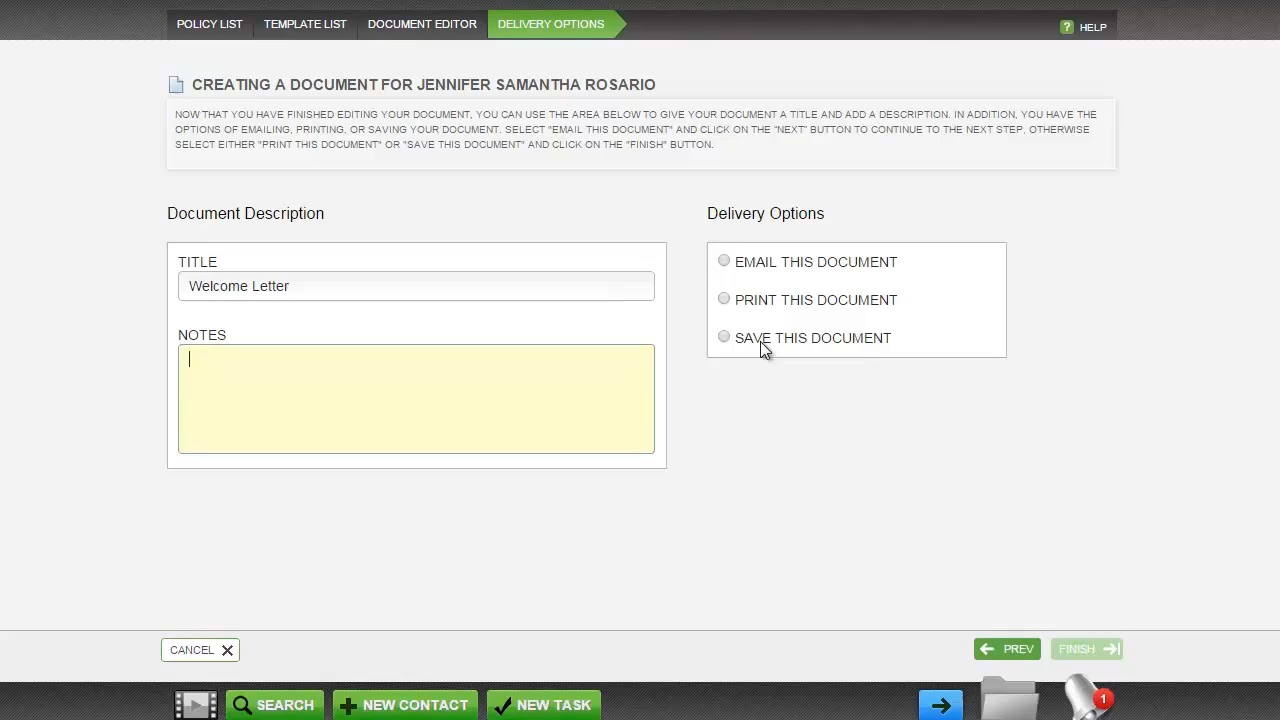 POLICY LIST TEMPLATE LIST DOCUMENT EDITOR DELIVERY OPTIONS ? HELP
CREATING A DOCUMENT FOR JENNIFER SAMANTHA ROSARIO
NOW THAT YOU HAVE FINISHED EDITING YOUR DOCUMENT, YOU CAN USE THE AREA BELOW TO GIVE YOUR DOCUMENT A TITLE AND ADD A DESCRIPTION. IN ADDITION, YOU HAVE THE
OPTIONS OF EMAILING, PRINTING, OR SAVING YOUR DOCUMENT. SELECT "EMAIL THIS DOCUMENT" AND CLICK ON THE "NEXT" BUTTON TO CONTINUE TO THE NEXT STEP, OTHERWISE
SELECT EITHER "PRINT THIS DOCUMENT" OR "SAVE THIS DOCUMENT" AND CLICK ON THE "FINISH" BUTTON.
Document Description
TITLE
Welcome Letter
NOTES
Delivery Options
EMAIL THIS DOCUMENT
PRINT THIS DOCUMENT
SAVE THIS DOCUMENT
CANCEL
PREV
FINISH
SEARCH
NEW CONTACT
NEW TASK
1